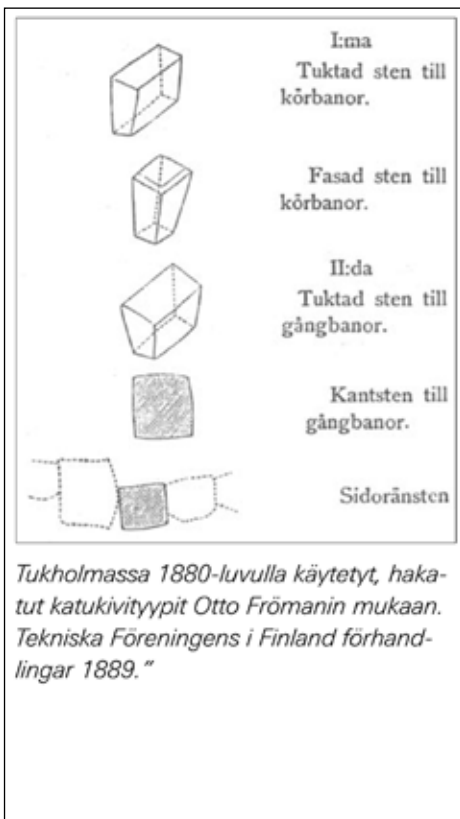 I:ma
Tuktad sten till
körbanor.
Fasad sten till
körbanor.
II:da
Tuktad sten till
gångbanor.
Kantsten till
gångbanor.
Sidoränsten
Tukholmassa 1880-luvulla käytetyt, haka-
tut katukivityypit Otto Frömanin mukaan.
Tekniska Föreningens i Finland förhand-
lingar 1889.”